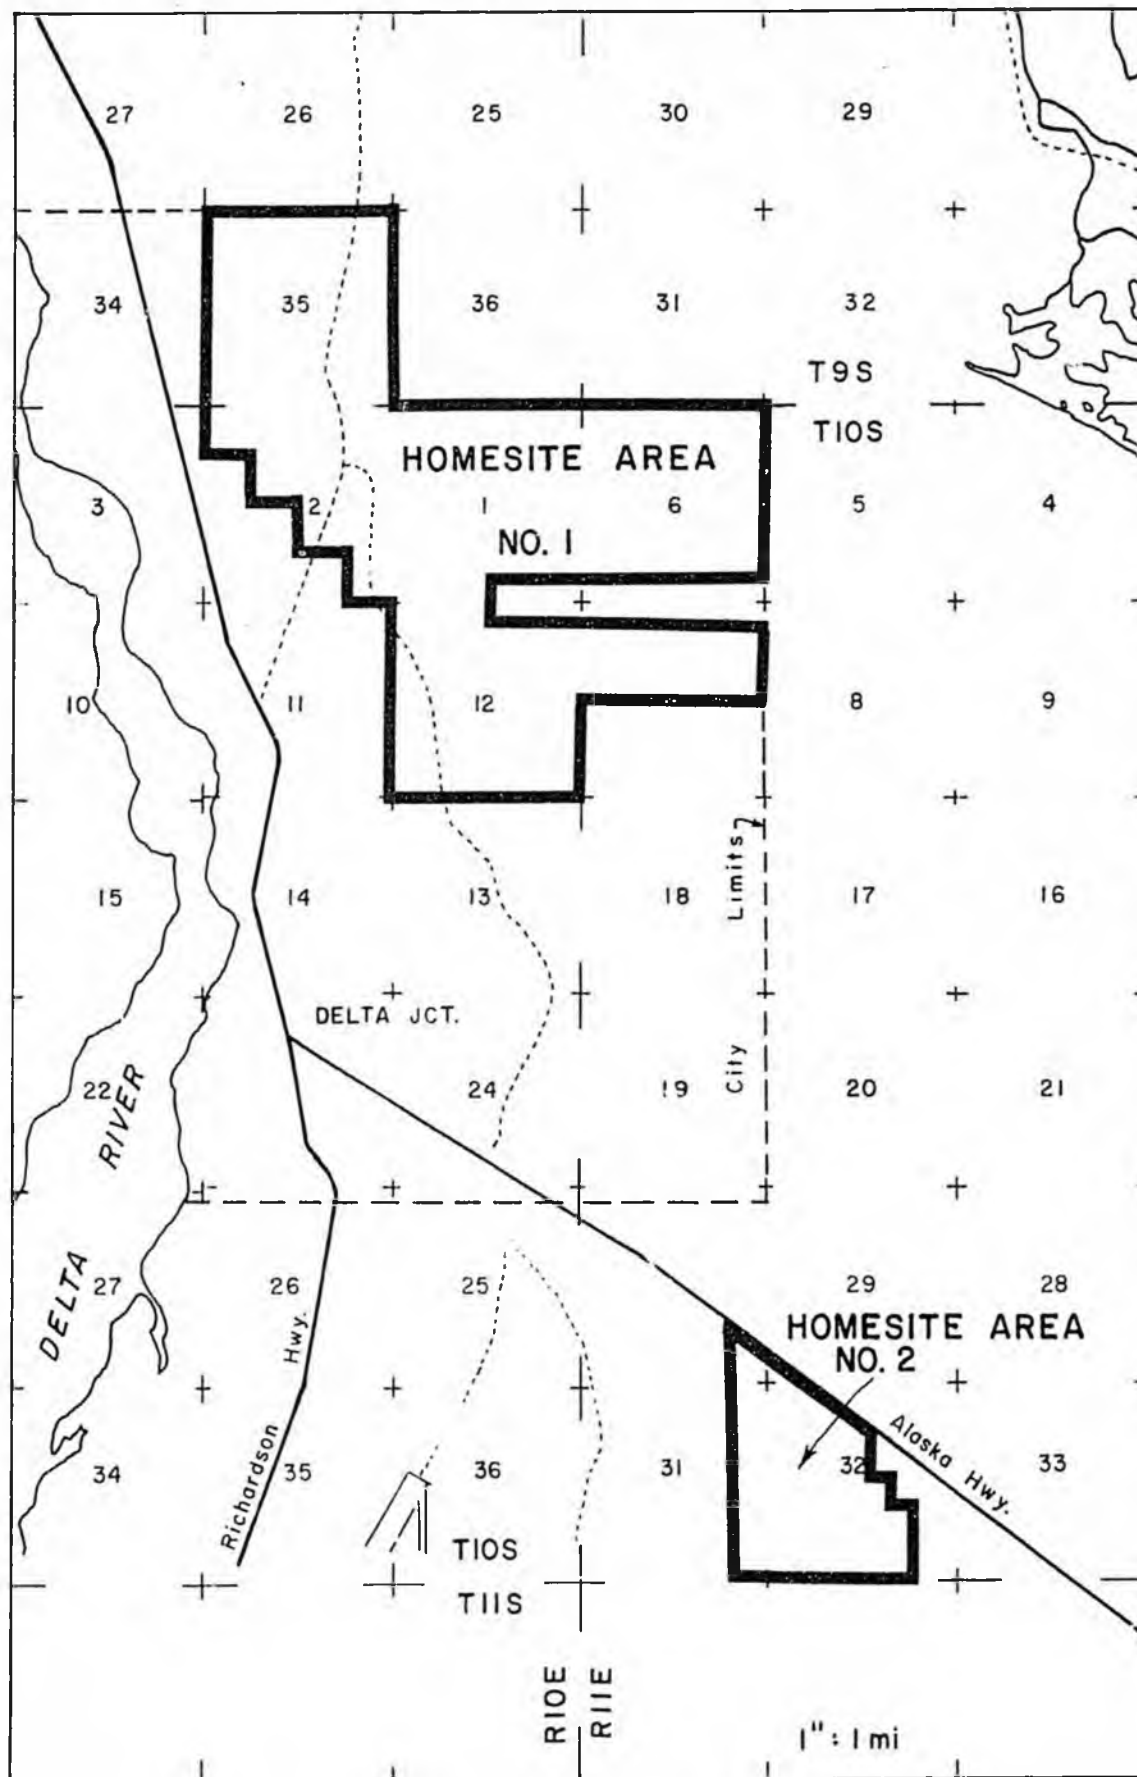 27 26 25 30 29
34 35 36 31 32
T9S
T10S
HOMESITE AREA
3 2 1 6 5 4
NO. 1
10 11 12 8 9
Limits
15 14 13 18 17 16
DELTA JCT.
City
22 24 19 20 21
RIVER
DELTA
27 26 25 29 28
Hwy.
HOMESITE AREA
NO. 2
Alaska Hwy.
34 35 36 31 32 33
Richardson
T10S
T11S
R10E
R11E
1" : 1 mi